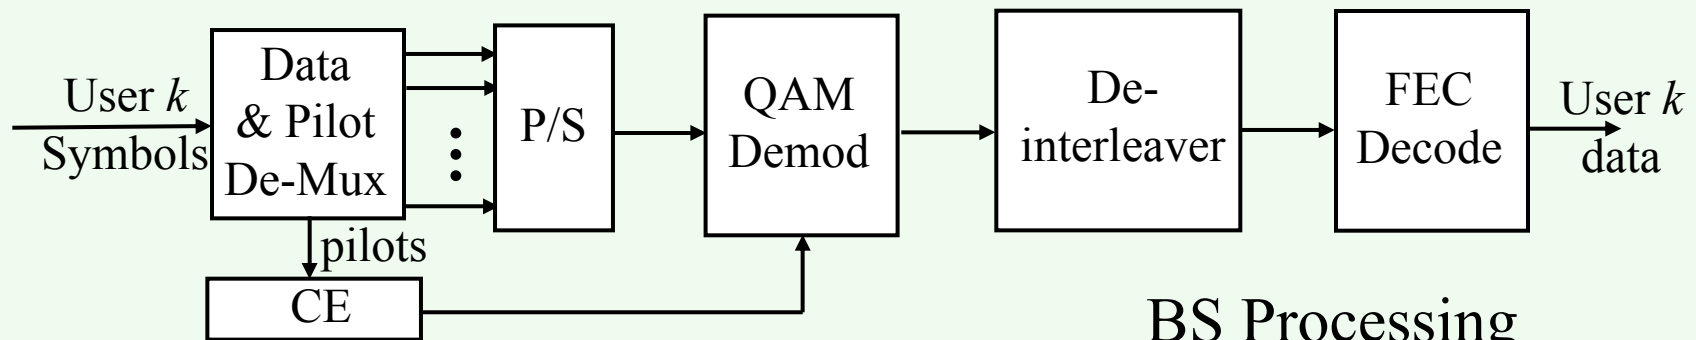 User k
Symbols
Data
& Pilot
De-Mux
pilots
CE
P/S
QAM
Demod
De-
interleaver
FEC
Decode
User k
data
BS Processing